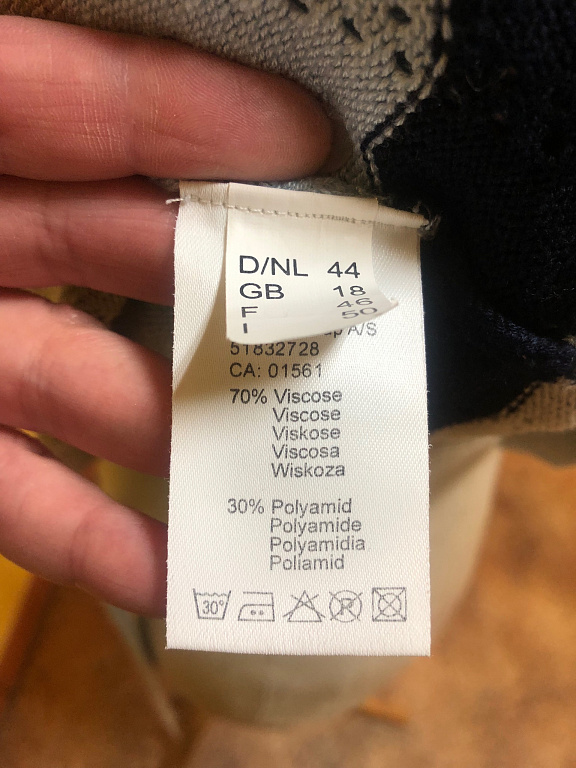 D/NL 44
GB 18
F 46
I 50
A/S
51832728
CA: 01561
70% Viscose
Viscose
Viskose
Viscosa
Wiskoza
30% Polyamid
Polyamide
Polyamidia
Poliamid
30°
P